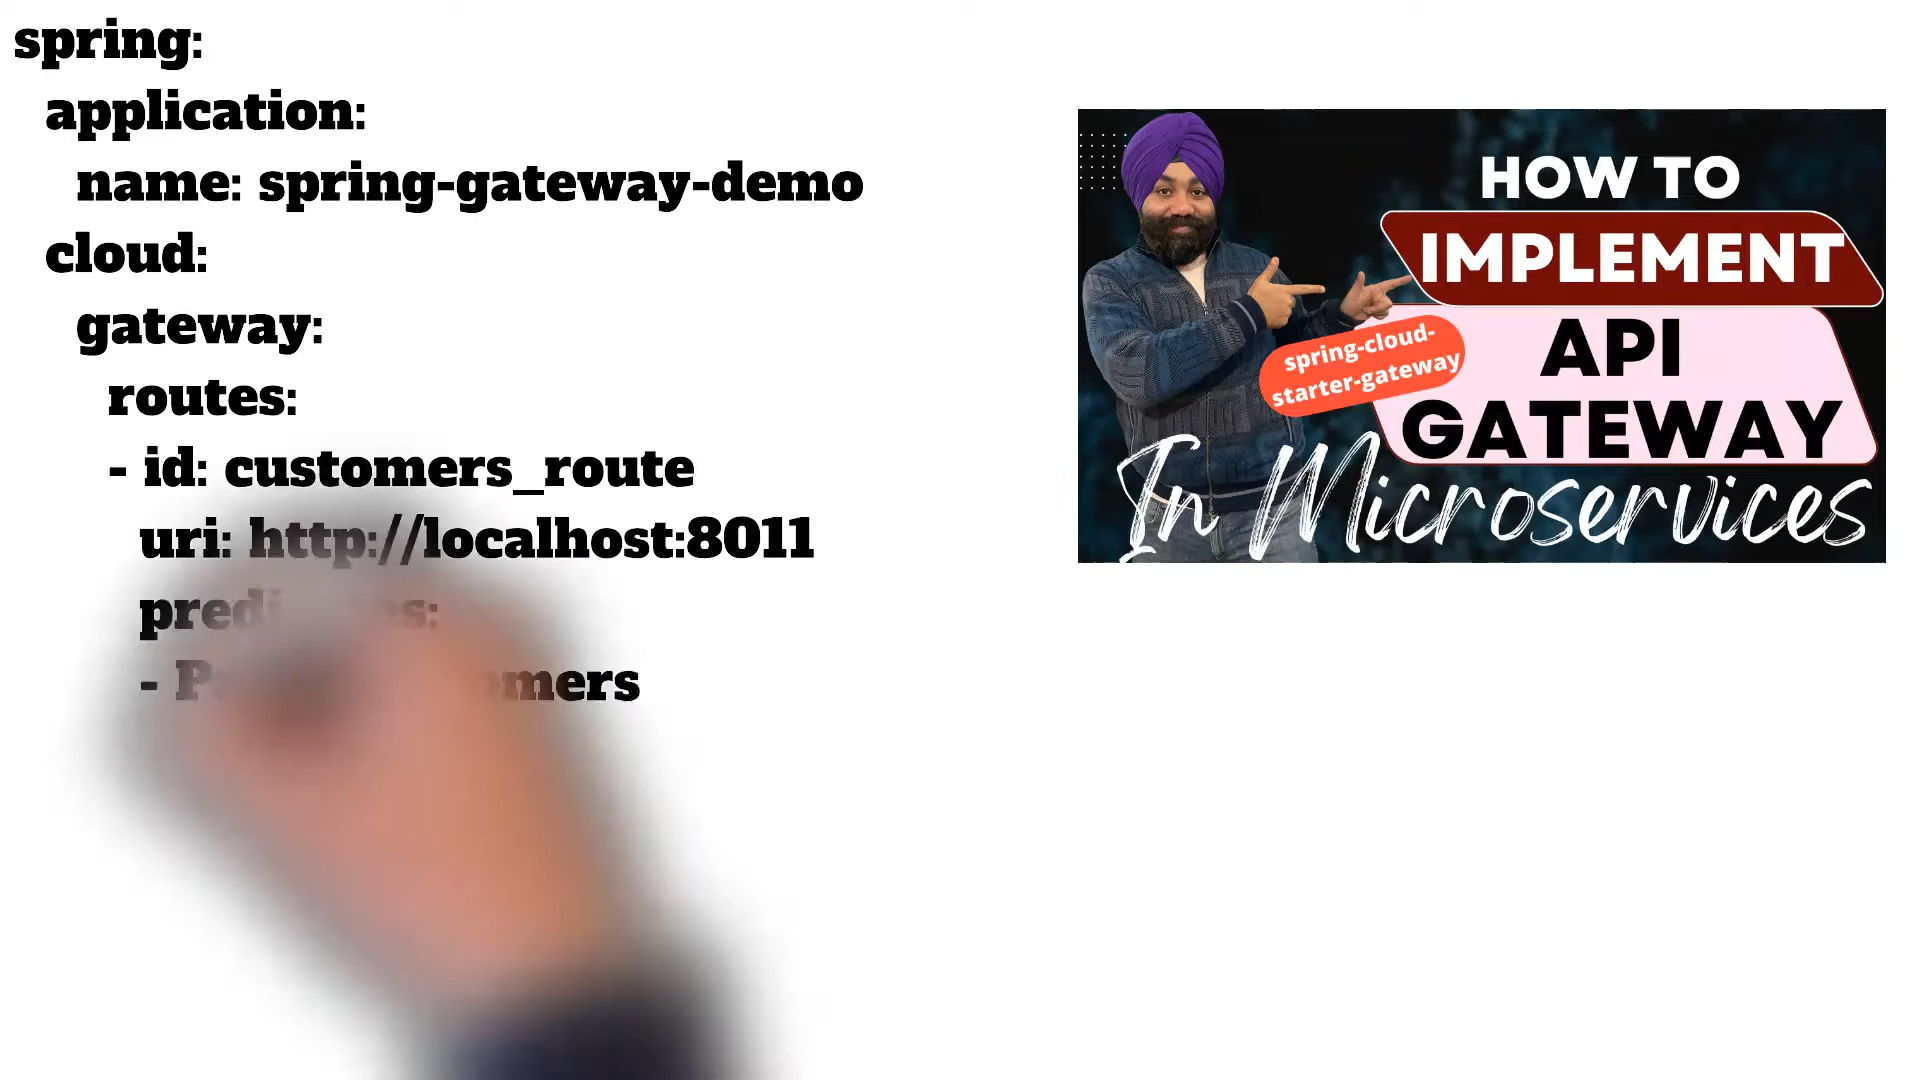 spring:
application:
name: spring-gateway-demo
cloud:
gateway:
routes:
- id: customers_route
uri: http://localhost:8011
-
HOW TO
IMPLEMENT
API
GATEWAY
In Microservices
spring-cloud-
starter-gateway